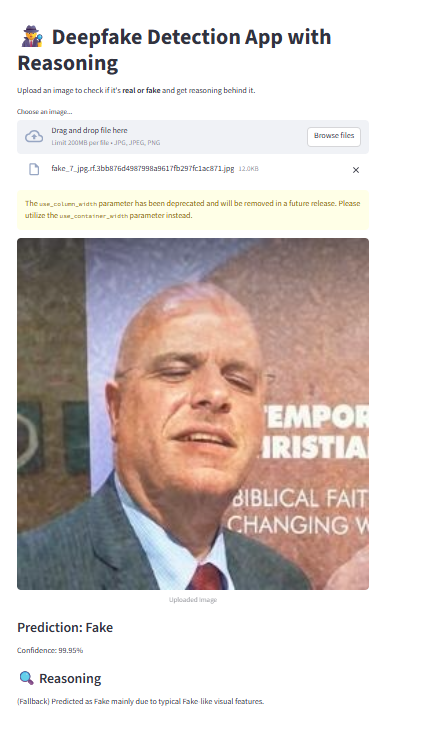 Deepfake Detection App with
Reasoning
Upload an image to check if it's real or fake and get reasoning behind it.
Choose an image...
Drag and drop file here
Limit 200MB per file • JPG, JPEG, PNG
Browse files
fake_7_jpg.rf.3bb876d4987998a9617fb297fc1ac871.jpg 12.0KB
The use_column_width parameter has been deprecated and will be removed in a future release. Please
utilize the use_container_width parameter instead.
EMPOR
HRISTIA
BIBLICAL FAIT
CHANGING W
Uploaded Image
Prediction: Fake
Confidence: 99.95%
Reasoning
(Fallback) Predicted as Fake mainly due to typical Fake-like visual features.